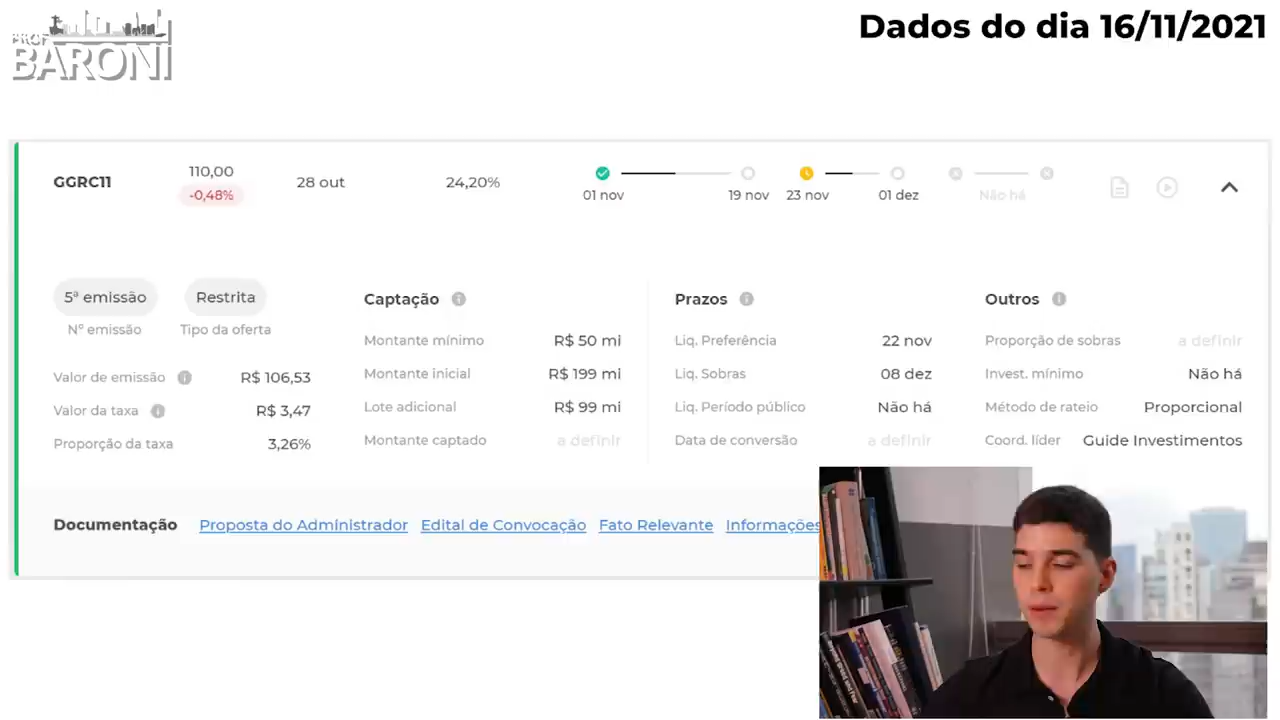 PROF.
BARONI
Dados do dia 16/11/2021
GGRC11
110,00
-0,48%
28 out
24,20%
01 nov
19 nov
23 nov
01 dez
Não há
5ª emissão
Restrita
Nº emissão
Tipo da oferta
Valor de emissão R$ 106,53
Valor da taxa R$ 3,47
Proporção da taxa 3,26%
Captação
Montante mínimo R$ 50 mi
Montante inicial R$ 199 mi
Lote adicional R$ 99 mi
Montante captado a definir
Prazos
Liq. Preferência 22 nov
Liq. Sobras 08 dez
Liq. Período público Não há
Data de conversão a definir
Outros
Proporção de sobras a definir
Invest. mínimo Não há
Método de rateio Proporcional
Coord. líder Guide Investimentos
Documentação Proposta do Administrador Edital de Convocação Fato Relevante Informações